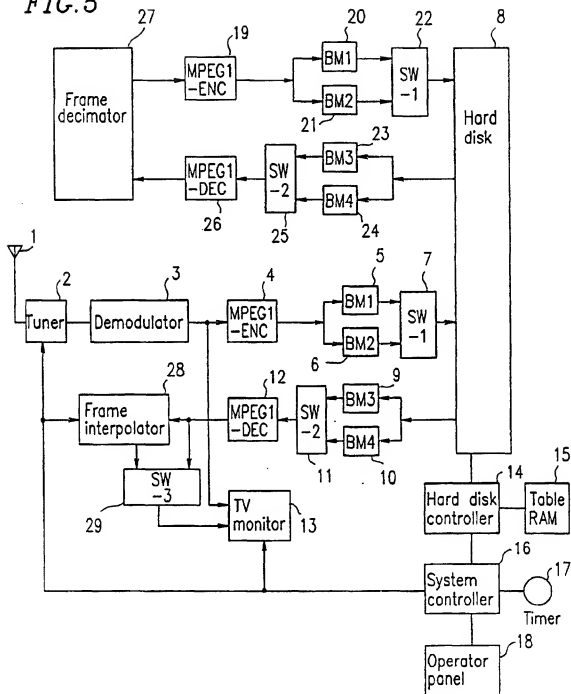 FIG.5
27
19
20
22
8
Frame
decimator
MPEG1
-ENC
BM1
BM2
21
SW
-1
Hard
disk
23
MPEG1
-DEC
26
SW
-2
25
BM3
BM4
24
1
2
3
4
5
7
Tuner
Demodulator
MPEG1
-ENC
BM1
BM2
6
SW
-1
28
12
9
Frame
interpolator
MPEG1
-DEC
SW
-2
11
BM3
BM4
10
SW
-3
29
TV
monitor
13
14
15
Hard disk
controller
Table
RAM
16
17
System
controller
Timer
18
Operator
panel